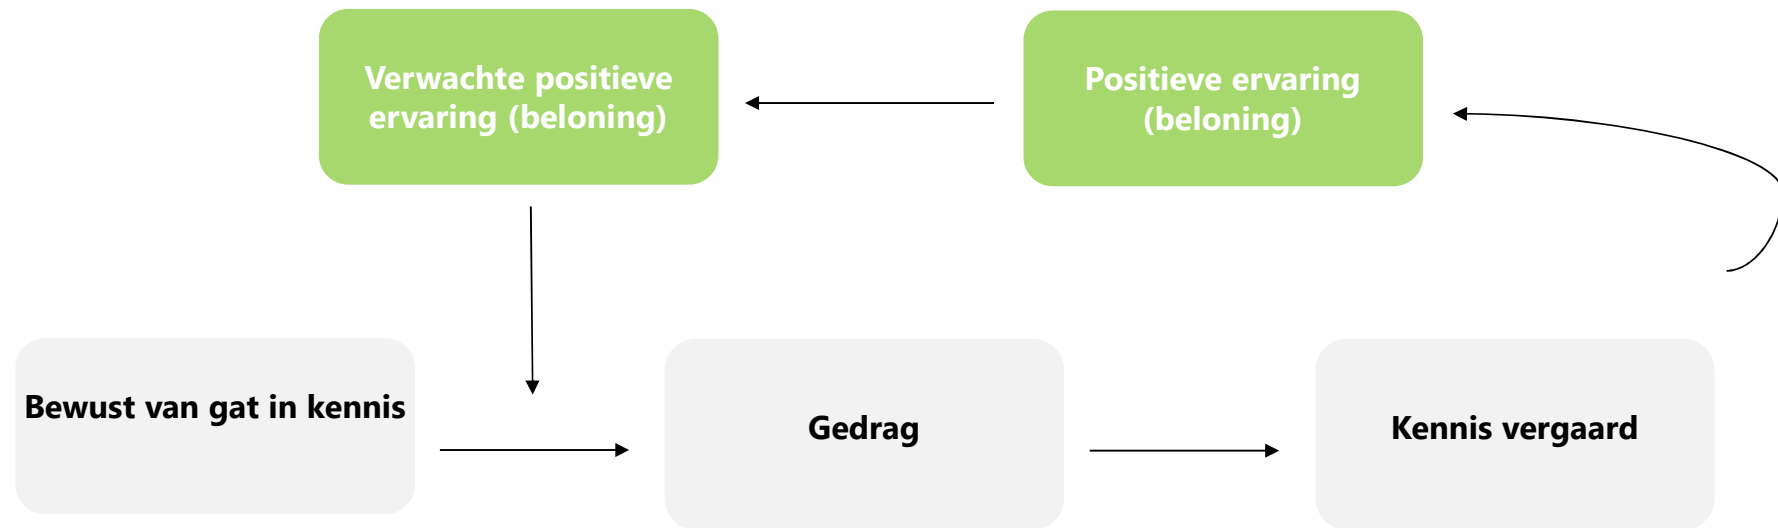 Verwachte positieve
ervaring (beloning)
Positieve ervaring
(beloning)
Bewust van gat in kennis
Gedrag
Kennis vergaard